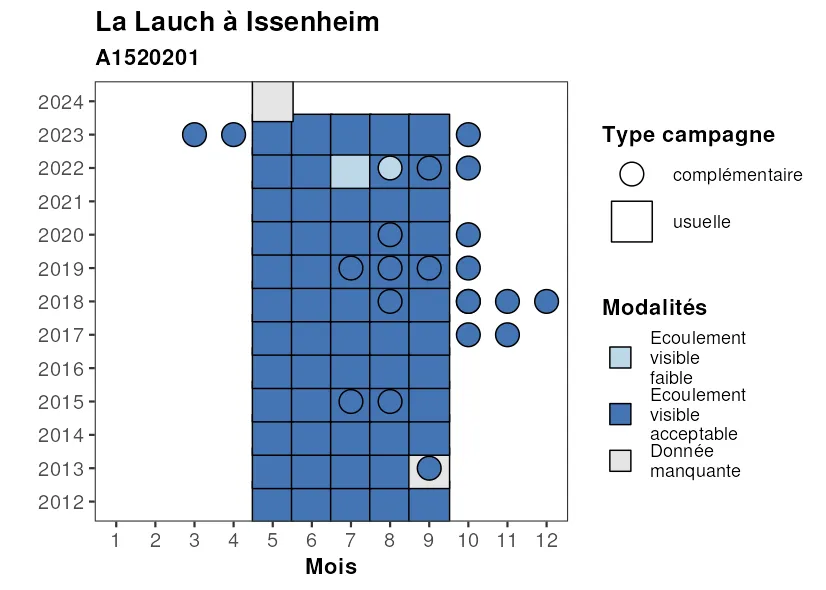 La Lauch à Issenheim
A1520201
2024
2023
2022
2021
2020
2019
2018
2017
2016
2015
2014
2013
2012
1 2 3 4 5 6 7 8 9 10 11 12
Mois
Type campagne
complémentaire
usuelle
Modalités
Ecoulement
visible
faible
Ecoulement
visible
acceptable
Donnée
manquante